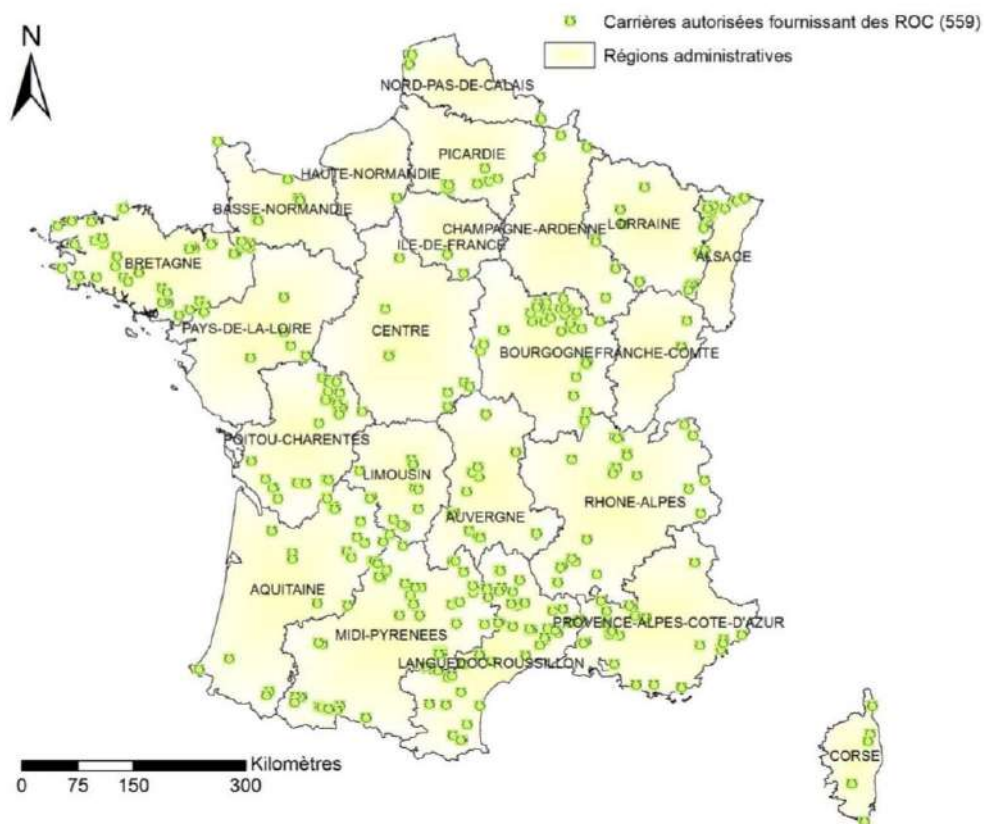 Carrières autorisées fournissant des ROC (559)
N
Régions administratives
NORD-PAS-DE-CALAIS
PICARDIE
HAUTE-NORMANDIE
BASSE-NORMANDIE
CHAMPAGNE-ARDENNE
LORRAINE
ILE-DE-FRANCE
ALSACE
BRETAGNE
PAYS-DE-LA-LOIRE
CENTRE
BOURGOGNE
FRANCHE-COMTE
POITOU-CHARENTES
LIMOUSIN
RHONE-ALPES
AUVERGNE
AQUITAINE
PROVENCE-ALPES-COTE-D'AZUR
MIDI-PYRENEES
LANGUEDOC-ROUSSILLON
CORSE
Kilomètres
0 75 150 300